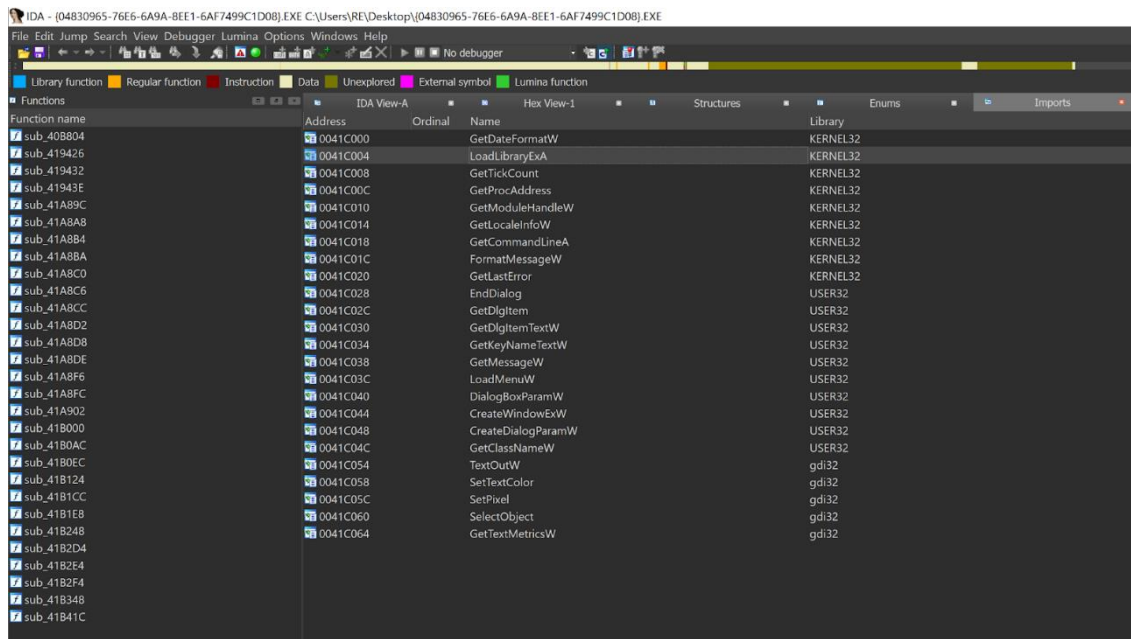 IDA - {04830965-76E6-6A9A-8EE1-6AF7499C1D08}.EXE C:\Users\RE\Desktop\{04830965-76E6-6A9A-8EE1-6AF7499C1D08}.EXE
File Edit Jump Search View Debugger Lumina Options Windows Help
No debugger
Library function Regular function Instruction Data Unexplored External symbol Lumina function
Functions IDA View-A Hex View-1 Structures Enums Imports
Function name Address Ordinal Name Library
sub_40B804 0041C000 GetDateFormatW KERNEL32
sub_419426 0041C004 LoadLibraryExA KERNEL32
sub_419432 0041C008 GetTickCount KERNEL32
sub_41943E 0041C00C GetProcAddress KERNEL32
sub_41A89C 0041C010 GetModuleHandleW KERNEL32
sub_41A8A8 0041C014 GetLocaleInfoW KERNEL32
sub_41A8B4 0041C018 GetCommandLineA KERNEL32
sub_41A8BA 0041C01C FormatMessageW KERNEL32
sub_41A8C0 0041C020 GetLastError KERNEL32
sub_41A8C6 0041C028 EndDialog USER32
sub_41A8CC 0041C02C GetDlgItem USER32
sub_41A8D2 0041C030 GetDlgItemTextW USER32
sub_41A8D8 0041C034 GetKeyNameTextW USER32
sub_41A8DE 0041C038 GetMessageW USER32
sub_41A8F6 0041C03C LoadMenuW USER32
sub_41A8FC 0041C040 DialogBoxParamW USER32
sub_41A902 0041C044 CreateWindowExW USER32
sub_41B000 0041C048 CreateDialogParamW USER32
sub_41B0AC 0041C04C GetClassNameW USER32
sub_41B0EC 0041C054 TextOutW gdi32
sub_41B124 0041C058 SetTextColor gdi32
sub_41B1CC 0041C05C SetPixel gdi32
sub_41B1E8 0041C060 SelectObject gdi32
sub_41B248 0041C064 GetTextMetricsW gdi32
sub_41B2D4
sub_41B2E4
sub_41B2F4
sub_41B348
sub_41B41C